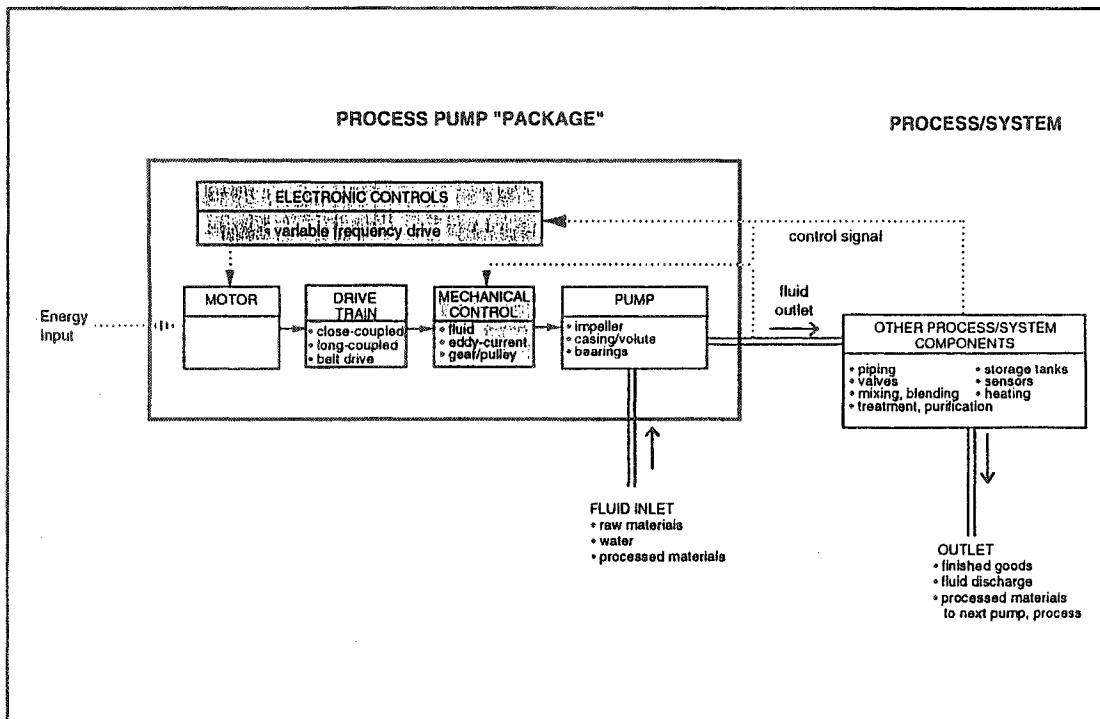 PROCESS PUMP "PACKAGE"
PROCESS/SYSTEM
ELECTRONIC CONTROLS
• variable frequency drive
control signal
Energy
Input
MOTOR
DRIVE
TRAIN
• close-coupled
• long-coupled
• belt drive
MECHANICAL
CONTROL
• fluid
• eddy-current
• gear/pulley
PUMP
• impeller
• casing/volute
• bearings
fluid
outlet
OTHER PROCESS/SYSTEM
COMPONENTS
• piping
• valves
• mixing, blending
• treatment, purification
• storage tanks
• sensors
• heating
FLUID INLET
• raw materials
• water
• processed materials
OUTLET
• finished goods
• fluid discharge
• processed materials
to next pump, process